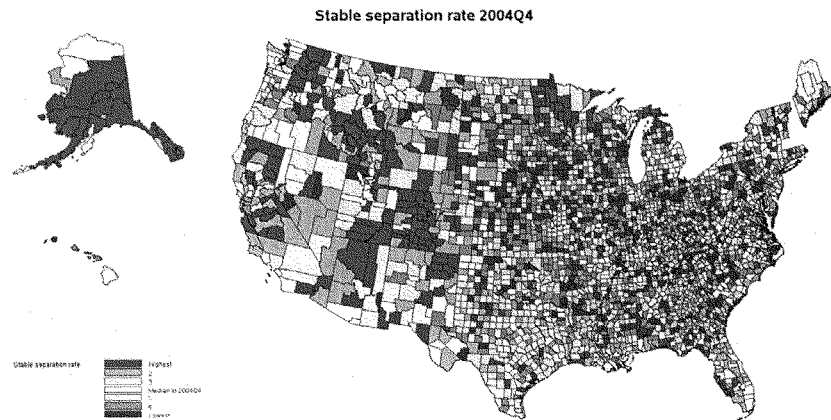 Stable separation rate 2004Q4
Stable separation rate
Highest
2
3
Median in 2004Q4
5
6
Lowest